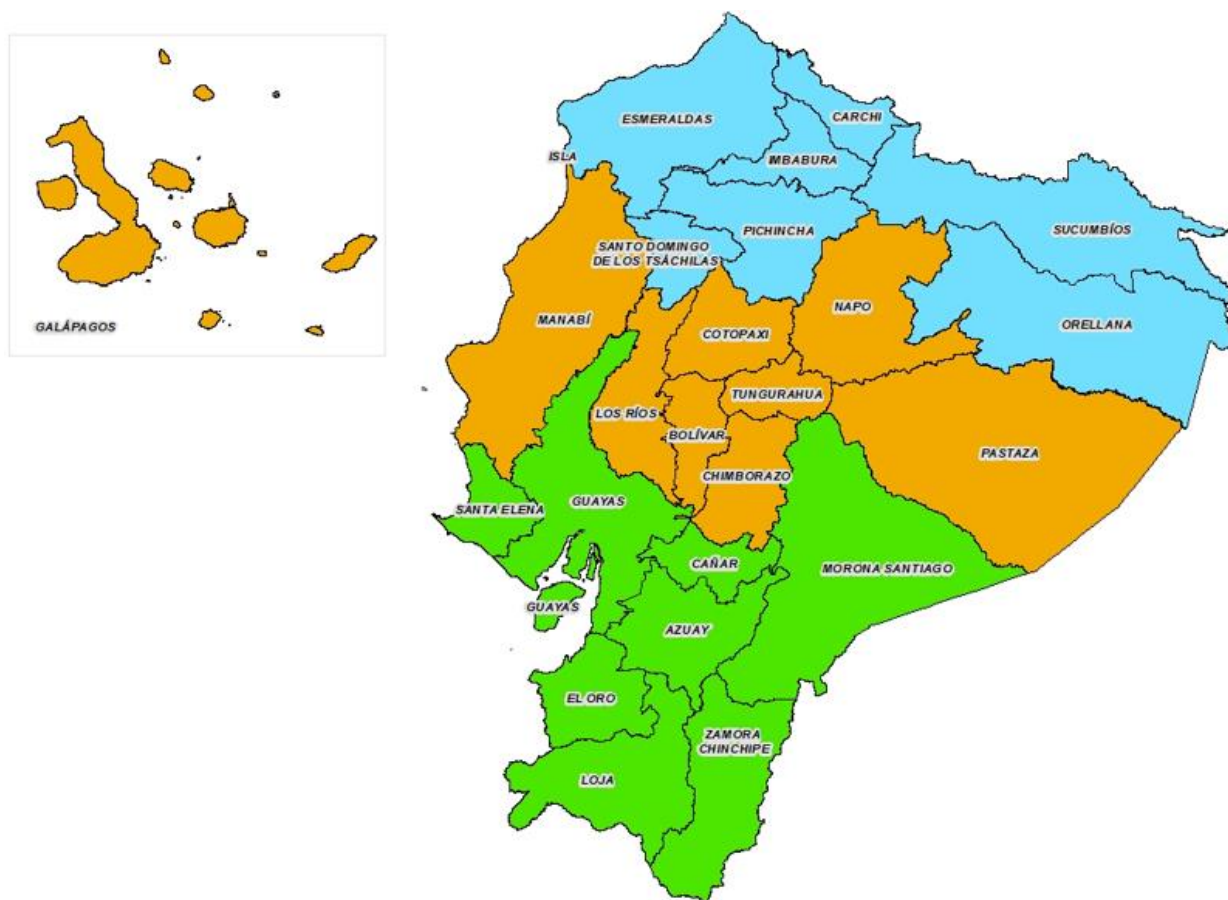 ESMERALDAS
CARCHI
IMBABURA
ISLA
SUCUMBÍOS
PICHINCHA
SANTO DOMINGO
DE LOS TSÁCHILAS
NAPO
MANABÍ
ORELLANA
GALÁPAGOS
COTOPAXI
TUNGURAHUA
LOS RÍOS
BOLÍVAR
PASTAZA
CHIMBORAZO
GUAYAS
SANTA ELENA
CAÑAR
MORONA SANTIAGO
GUAYAS
AZUAY
EL ORO
ZAMORA
CHINCHIPE
LOJA